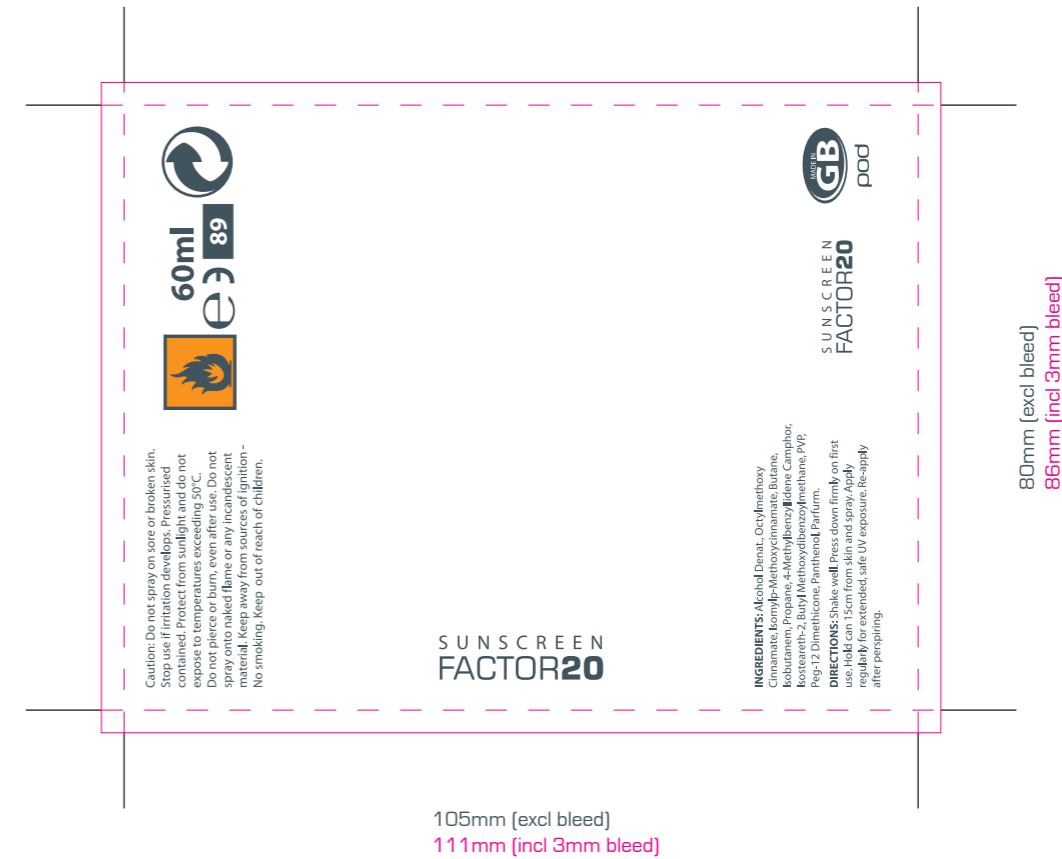 Caution: Do not spray on sore or broken skin.
Stop use if irritation develops. Pressurised
contained. Protect from sunlight and do not
expose to temperatures exceeding 50°C.
Do not pierce or burn, even after use. Do not
spray onto naked flame or any incandescent
material. Keep away from sources of ignition -
No smoking. Keep out of reach of children.
60ml
e 3 89
SUNSCREEN
FACTOR20
INGREDIENTS: Alcohol Denat., Octylmethoxy
Cinnamate, Isomylp-Methoxycinnamate, Butane,
Isobutanem, Propane, 4-Methylbenzyllidene Camphor,
Isosteareth-2, Butyl Methoxydibenzoylmethane, PVP,
Peg-12 Dimethicone, Panthenol, Parfurm.
DIRECTIONS: Shake well. Press down firmly on first
use. Hold can 15cm from skin and spray. Apply
regularly for extended, safe UV exposure. Re-apply
after perspiring.
SUNSCREEN
FACTOR20
MADE IN
GB
pod
80mm (excl bleed)
86mm (incl 3mm bleed)
105mm (excl bleed)
111mm (incl 3mm bleed)